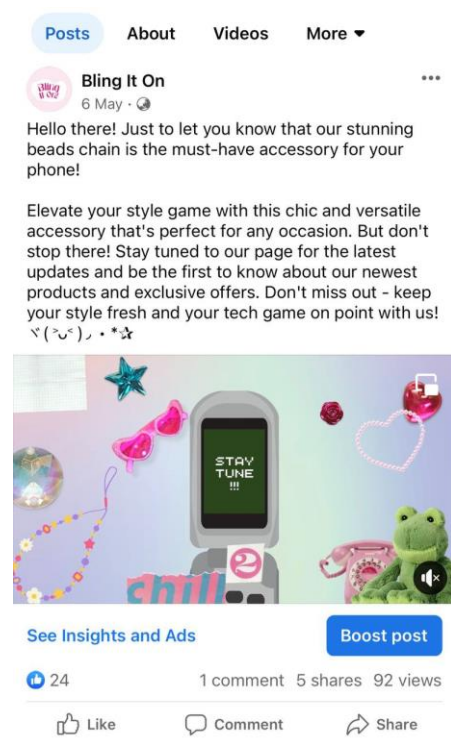 Posts About Videos More
Bling It On
Bling It On
6 May ·
Hello there! Just to let you know that our stunning
beads chain is the must-have accessory for your
phone!
Elevate your style game with this chic and versatile
accessory that's perfect for any occasion. But don't
stop there! Stay tuned to our page for the latest
updates and be the first to know about our newest
products and exclusive offers. Don't miss out - keep
your style fresh and your tech game on point with us!
ヾ(˃ᴗ˂)◞ • *✰
STAY
TUNE
!!!
2
chill
See Insights and Ads Boost post
24 1 comment 5 shares 92 views
Like Comment Share